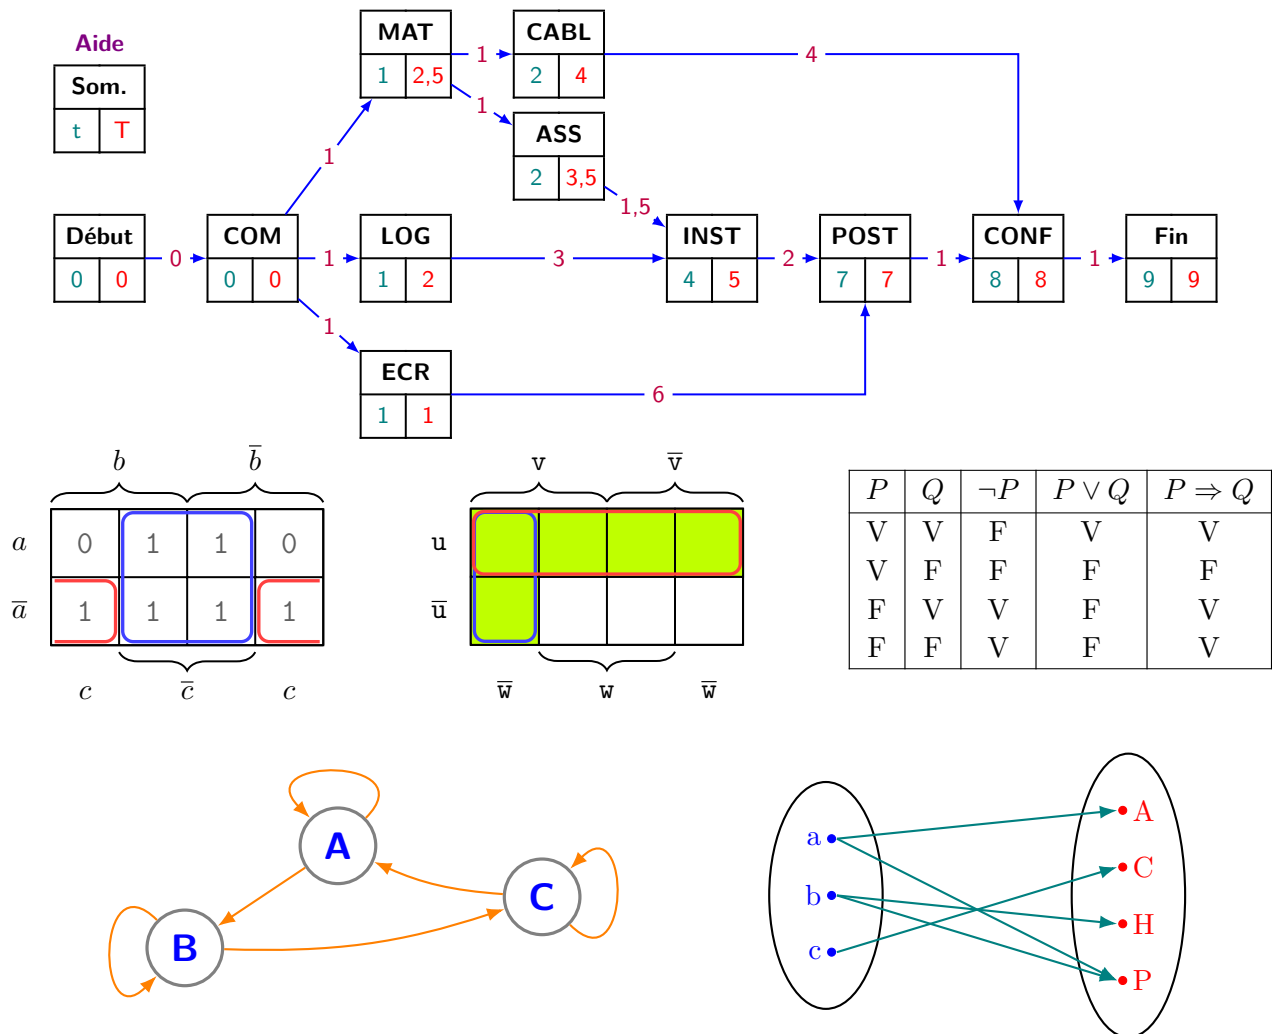 Aide
Som.
t T
MAT
1 2,5
1
CABL
2 4
4
1
ASS
2 3,5
1,5
1
Début
0 0
0
COM
0 0
1
LOG
1 2
3
INST
4 5
2
POST
7 7
1
CONF
8 8
1
Fin
9 9
1
ECR
1 1
6
b b̅
a 0 1 1 0
a̅ 1 1 1 1
c c̅ c
v v̅
u
u̅
w̅ w w̅
P Q ¬P P ∨ Q P ⇒ Q
V V F V V
V F F F F
F V V F V
F F V F V
A
B
C
a
b
c
A
C
H
P